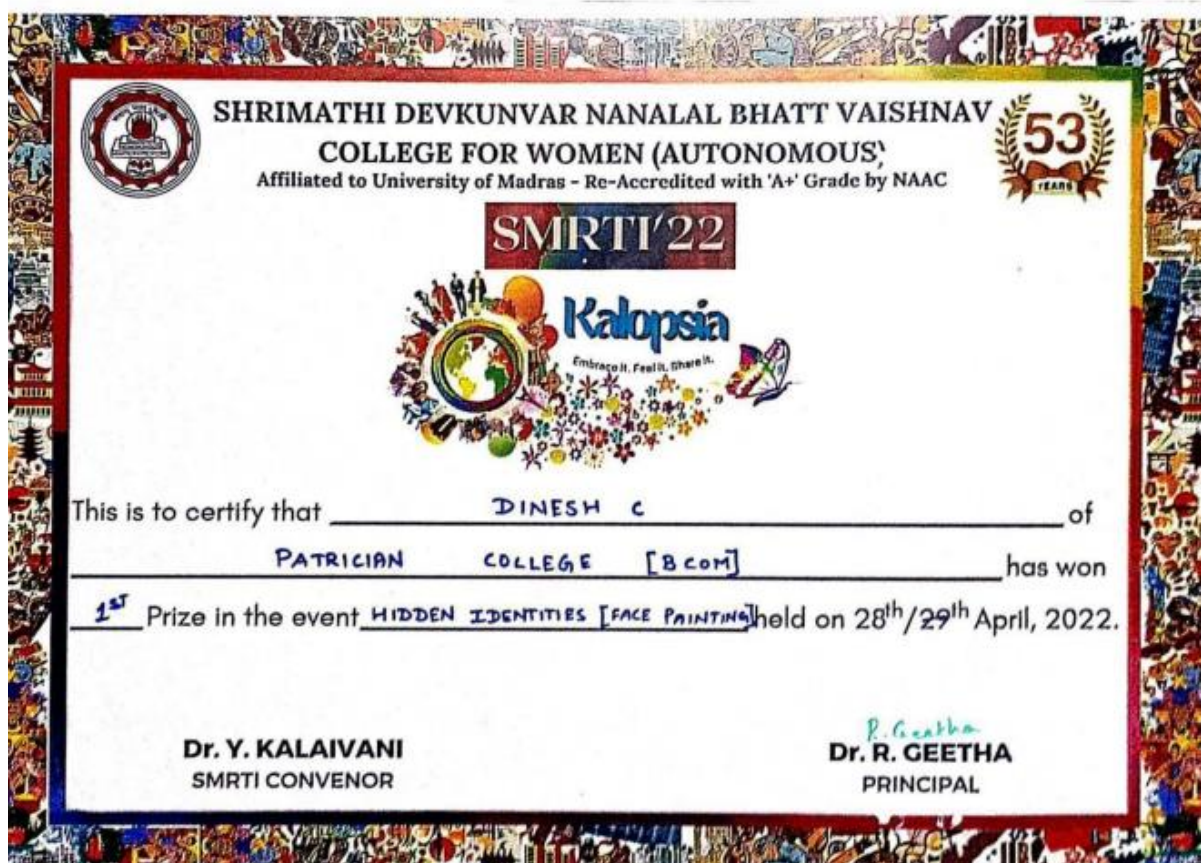 SHRIMATHI DEVKUNVAR NANALAL BHATT VAISHNAV
COLLEGE FOR WOMEN (AUTONOMOUS)
Affiliated to University of Madras - Re-Accredited with 'A+' Grade by NAAC
53
YEARS
SMRTI'22
Kalopsia
Embrace it. Feel it. Share it.
This is to certify that DINESH C of
PATRICIAN COLLEGE [B COM] has won
1ST Prize in the event HIDDEN IDENTITIES [FACE PAINTING] held on 28th/29th April, 2022.
R. Geetha
Dr. Y. KALAIVANI
SMRTI CONVENOR
Dr. R. GEETHA
PRINCIPAL